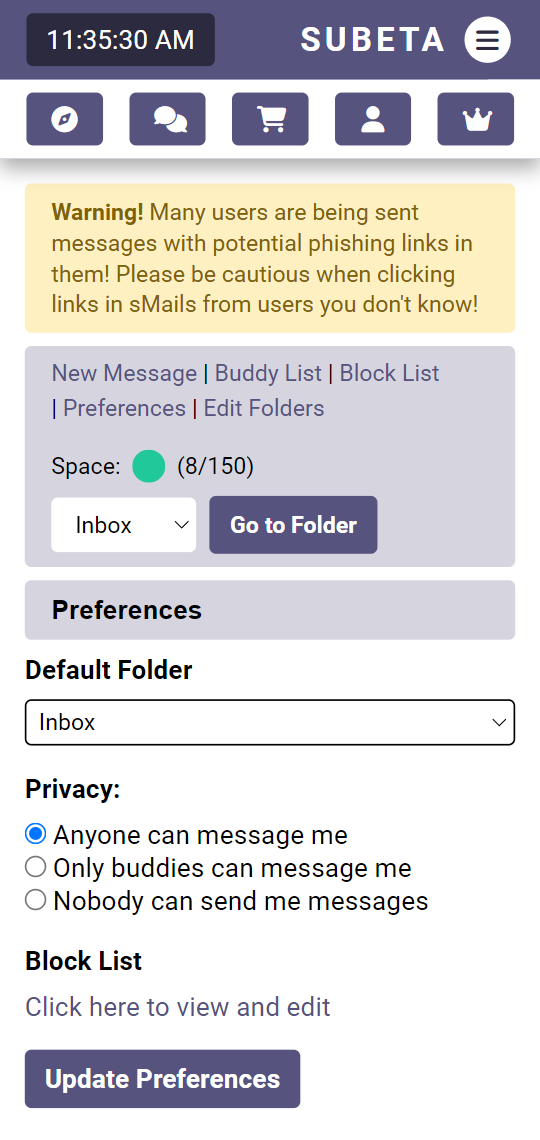 11:35:30 AM
SUBETA
Warning! Many users are being sent
messages with potential phishing links in
them! Please be cautious when clicking
links in sMails from users you don't know!
New Message | Buddy List | Block List
| Preferences | Edit Folders
Space: (8/150)
Inbox
Go to Folder
Preferences
Default Folder
Inbox
Privacy:
Anyone can message me
Only buddies can message me
Nobody can send me messages
Block List
Click here to view and edit
Update Preferences